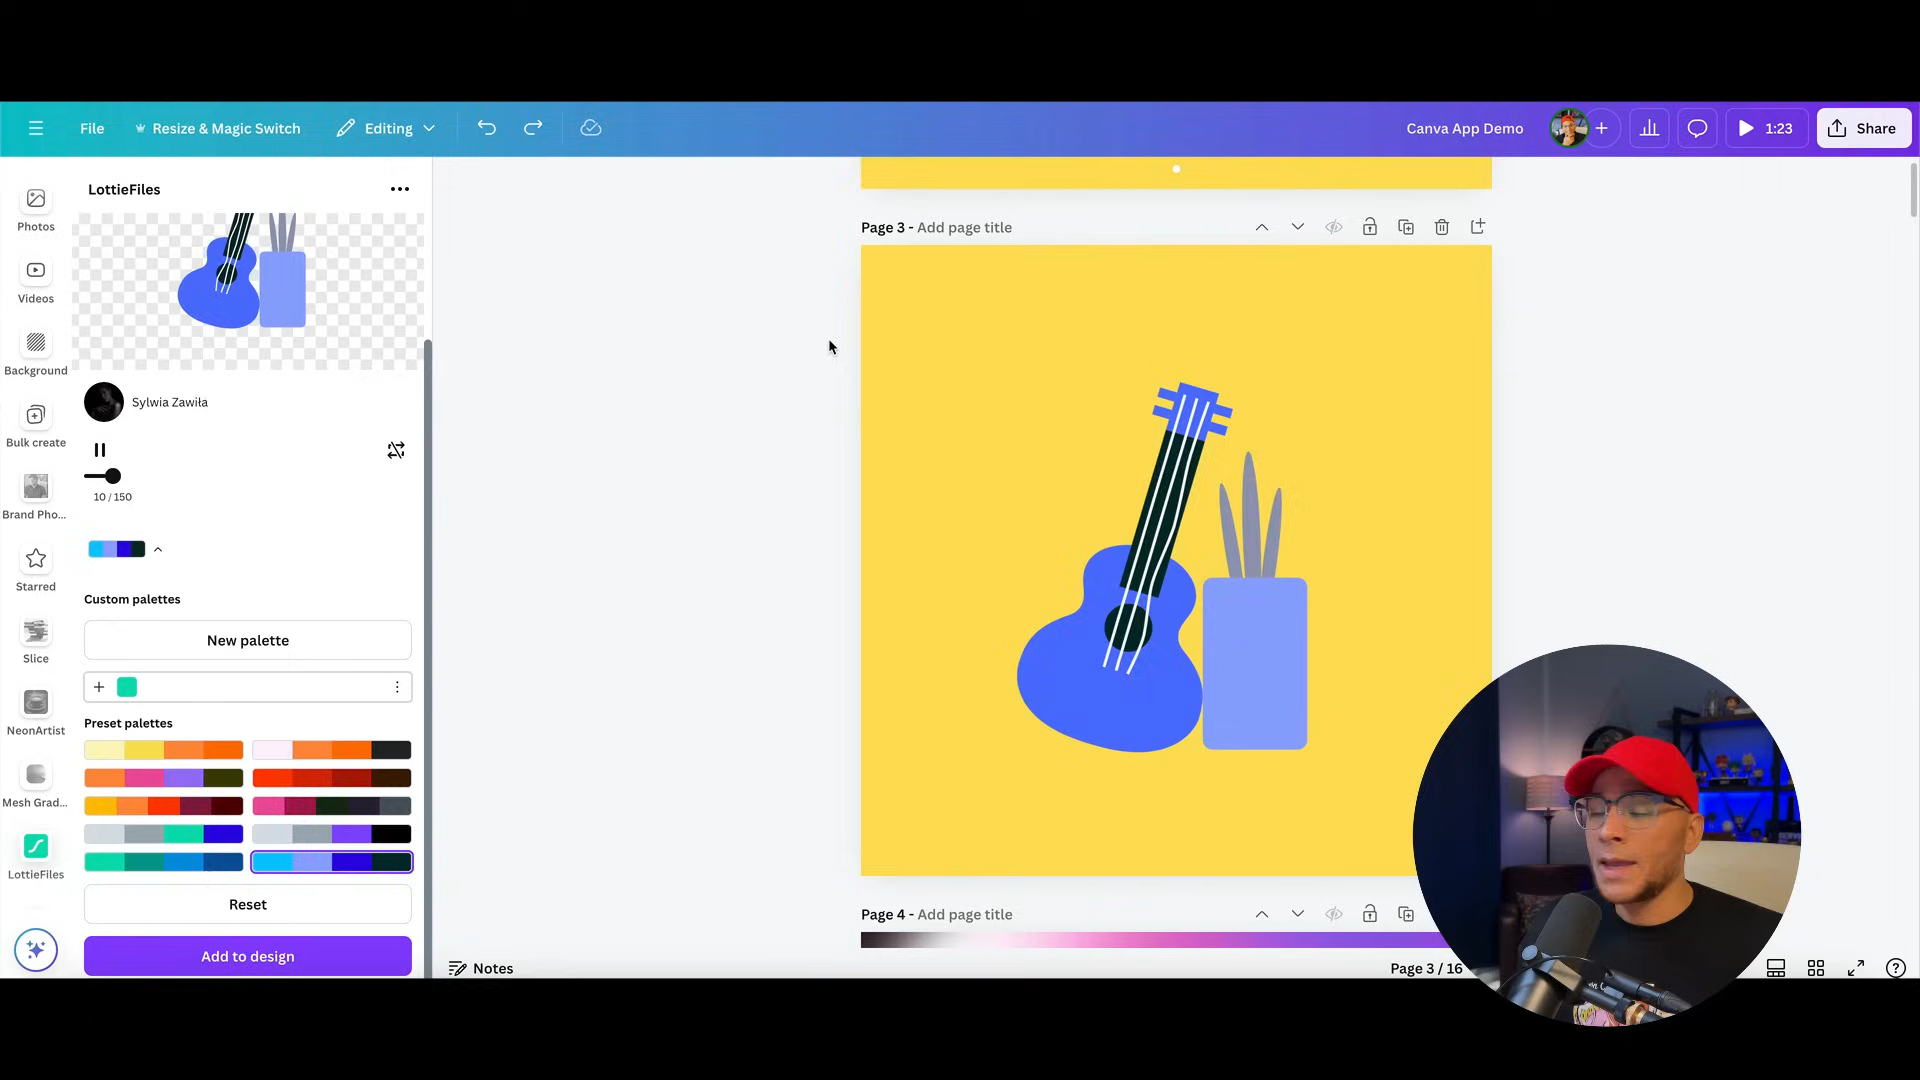 File
Resize & Magic Switch
Editing
Canva App Demo
1:23
Share
LottieFiles
Photos
Videos
Background
Bulk create
Brand Pho...
Starred
Slice
NeonArtist
Mesh Grad...
LottieFiles
Sylwia Zawiła
10 / 150
Custom palettes
New palette
Preset palettes
Reset
Add to design
Page 3 - Add page title
Page 4 - Add page title
Notes
Page 3 / 16